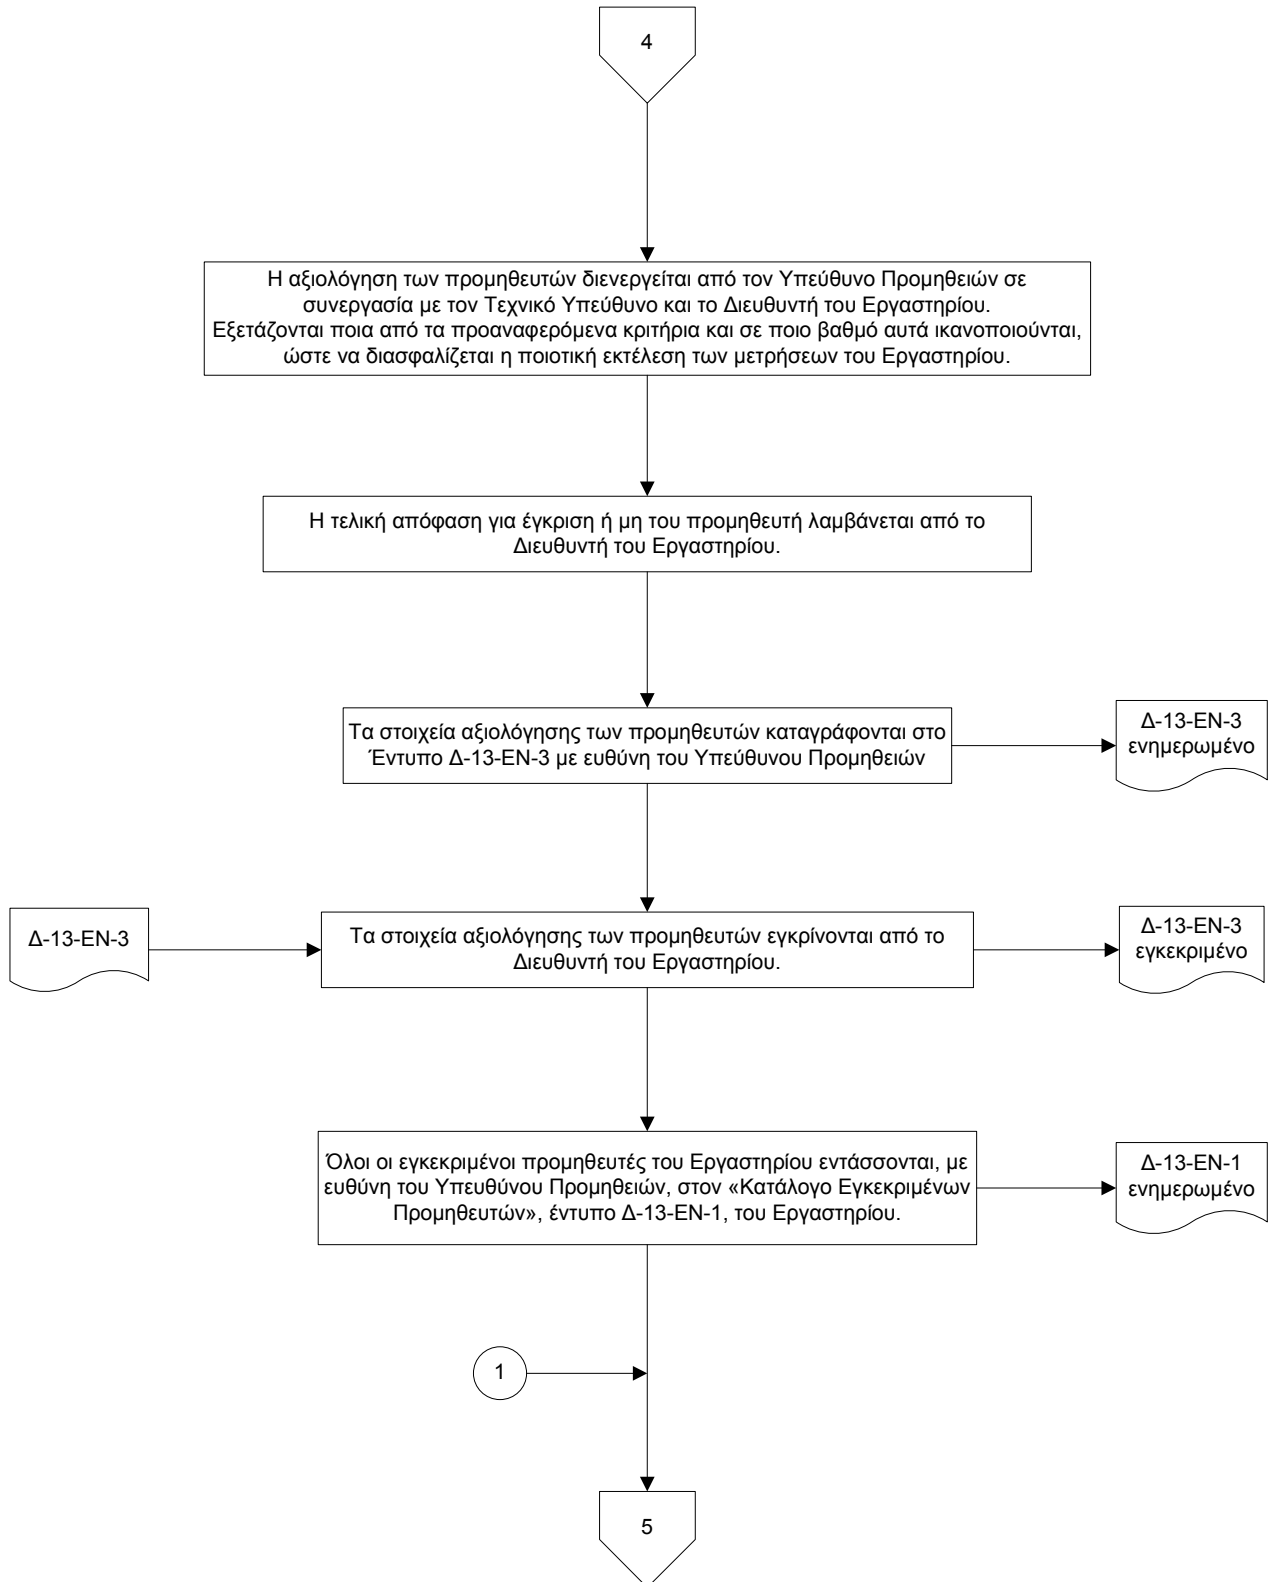 4
Η αξιολόγηση των προμηθευτών διενεργείται από τον Υπεύθυνο Προμηθειών σε
συνεργασία με τον Τεχνικό Υπεύθυνο και το Διευθυντή του Εργαστηρίου.
Εξετάζονται ποια από τα προαναφερόμενα κριτήρια και σε ποιο βαθμό αυτά ικανοποιούνται,
ώστε να διασφαλίζεται η ποιοτική εκτέλεση των μετρήσεων του Εργαστηρίου.
Η τελική απόφαση για έγκριση ή μη του προμηθευτή λαμβάνεται από το
Διευθυντή του Εργαστηρίου.
Τα στοιχεία αξιολόγησης των προμηθευτών καταγράφονται στο
Έντυπο Δ-13-ΕΝ-3 με ευθύνη του Υπεύθυνου Προμηθειών
Δ-13-ΕΝ-3
ενημερωμένο
Δ-13-ΕΝ-3
Τα στοιχεία αξιολόγησης των προμηθευτών εγκρίνονται από το
Διευθυντή του Εργαστηρίου.
Δ-13-ΕΝ-3
εγκεκριμένο
Όλοι οι εγκεκριμένοι προμηθευτές του Εργαστηρίου εντάσσονται, με
ευθύνη του Υπευθύνου Προμηθειών, στον «Κατάλογο Εγκεκριμένων
Προμηθευτών», έντυπο Δ-13-ΕΝ-1, του Εργαστηρίου.
Δ-13-ΕΝ-1
ενημερωμένο
1
5